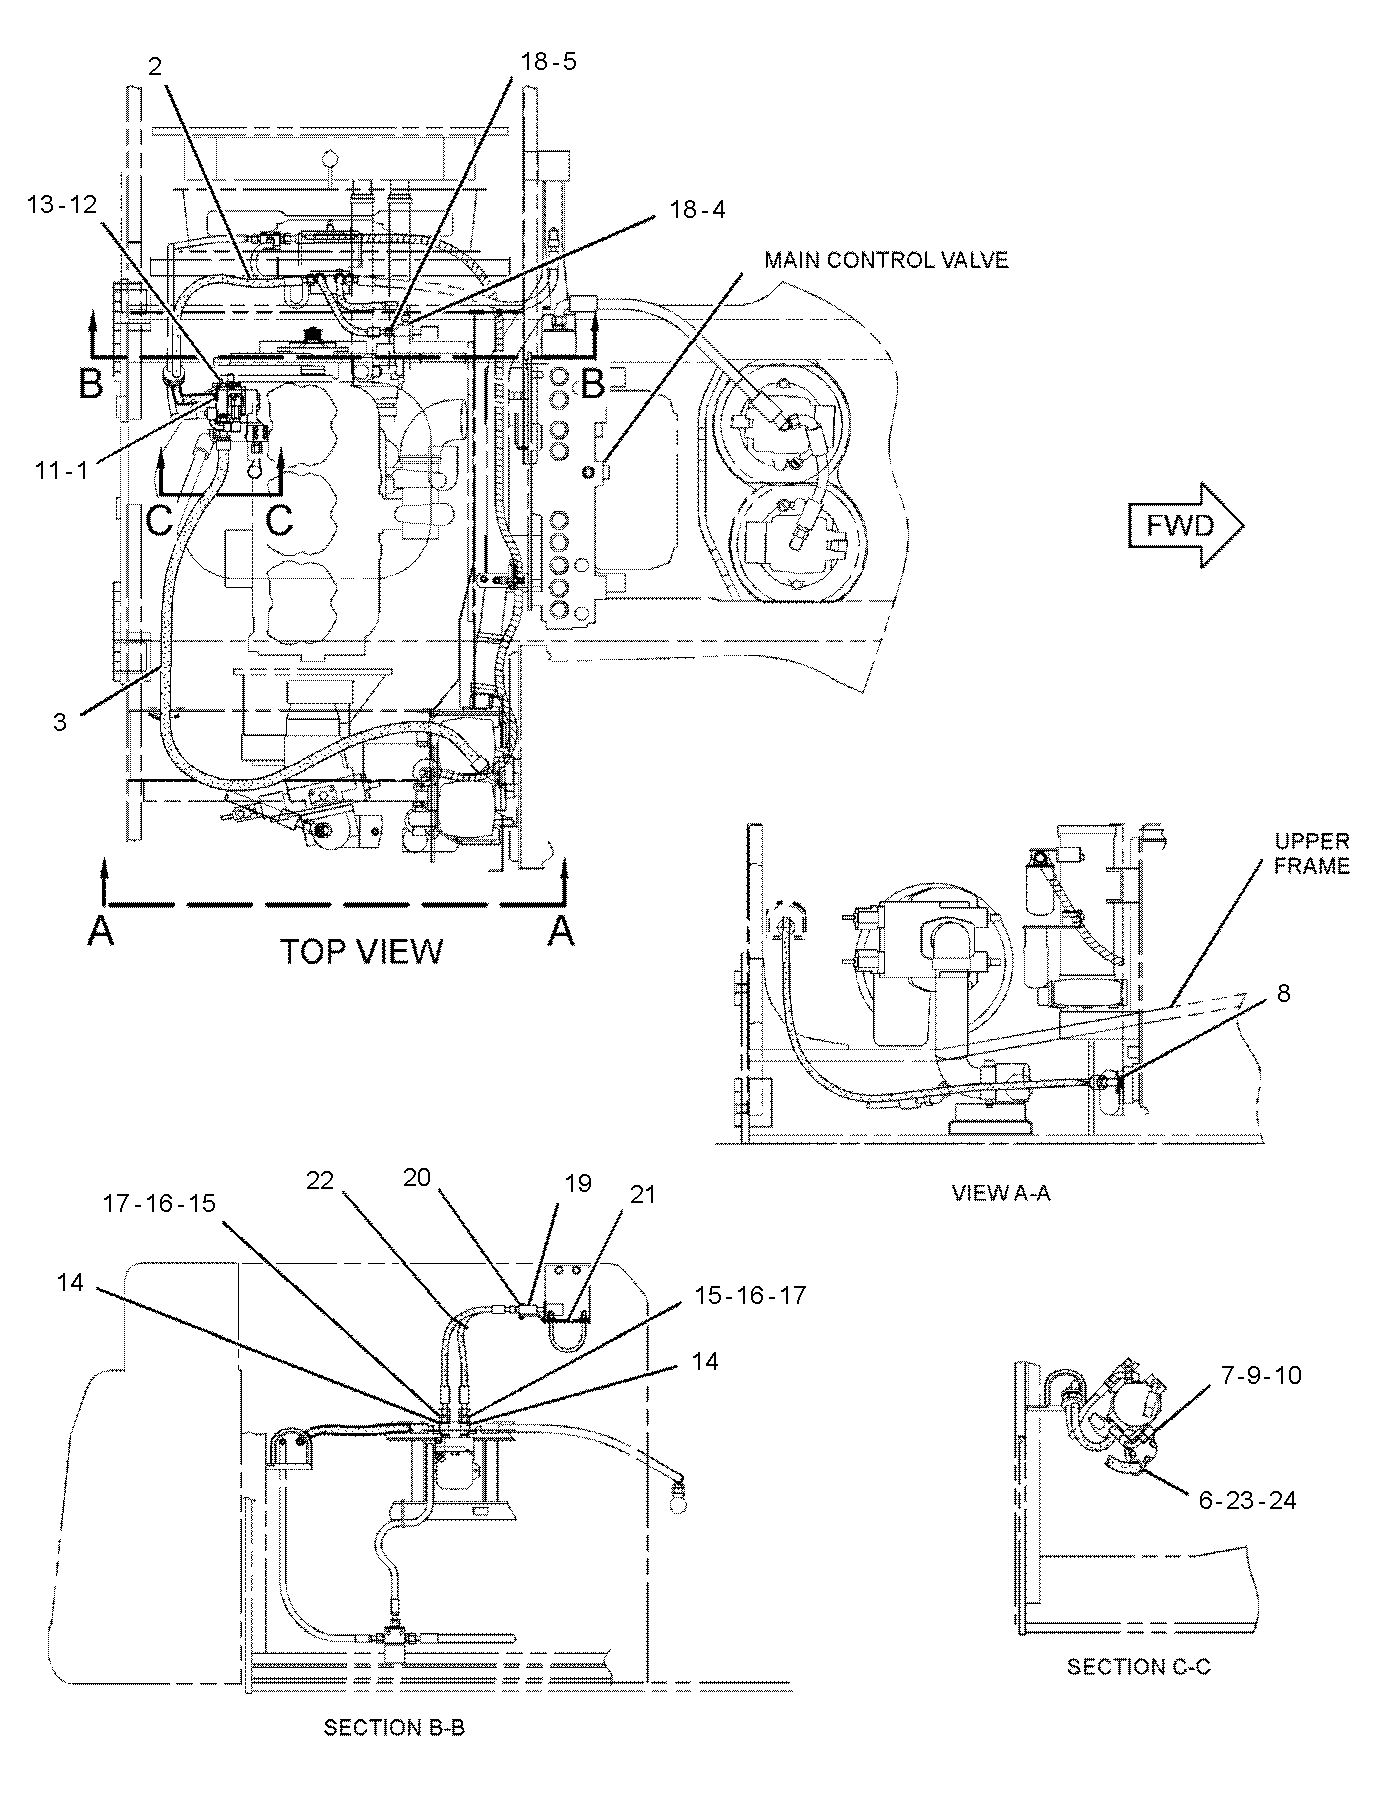 2
18-5
13-12
18-4
MAIN CONTROL VALVE
B
B
11-1
C
C
FWD
3
A
A
TOP VIEW
UPPER
FRAME
8
VIEW A-A
17-16-15
22
20
19
21
14
15-16-17
14
7-9-10
6-23-24
SECTION C-C
SECTION B-B